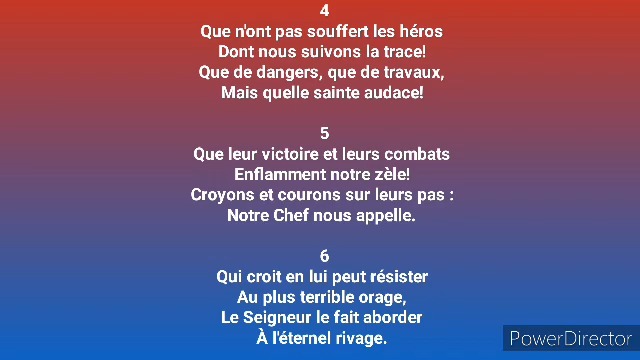 4
Que n'ont pas souffert les héros
Dont nous suivons la trace!
Que de dangers, que de travaux,
Mais quelle sainte audace!
5
Que leur victoire et leurs combats
Enflamment notre zèle!
Croyons et courons sur leurs pas :
Notre Chef nous appelle.
6
Qui croit en lui peut résister
Au plus terrible orage,
Le Seigneur le fait aborder
À l'éternel rivage.
PowerDirector